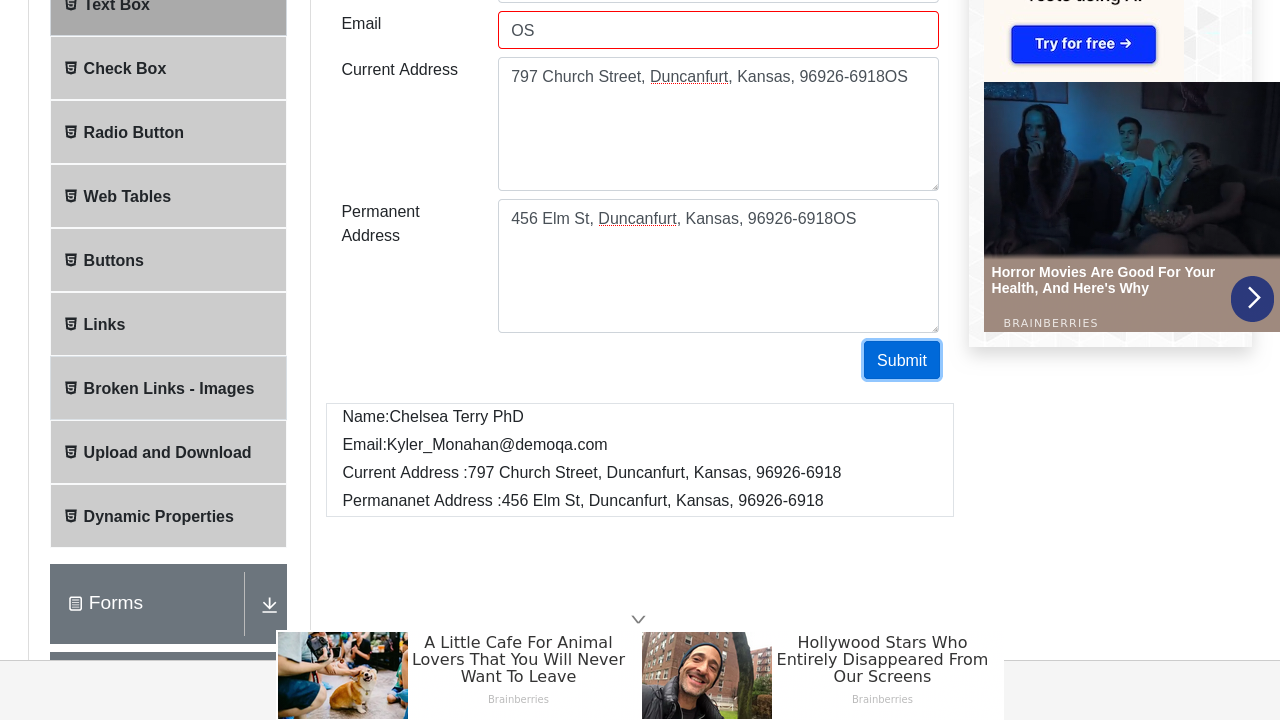 Text Box
Email
OS
Try for free →
Check Box
Current Address
797 Church Street, Duncanfurt, Kansas, 96926-6918OS
Radio Button
Web Tables
Permanent
Address
456 Elm St, Duncanfurt, Kansas, 96926-6918OS
Buttons
Horror Movies Are Good For Your
Health, And Here's Why
BRAINBERRIES
Links
Submit
Broken Links - Images
Name:Chelsea Terry PhD
Email:Kyler_Monahan@demoqa.com
Upload and Download
Current Address :797 Church Street, Duncanfurt, Kansas, 96926-6918
Permananet Address :456 Elm St, Duncanfurt, Kansas, 96926-6918
Dynamic Properties
Forms
A Little Cafe For Animal
Lovers That You Will Never
Want To Leave
Brainberries
Hollywood Stars Who
Entirely Disappeared From
Our Screens
Brainberries